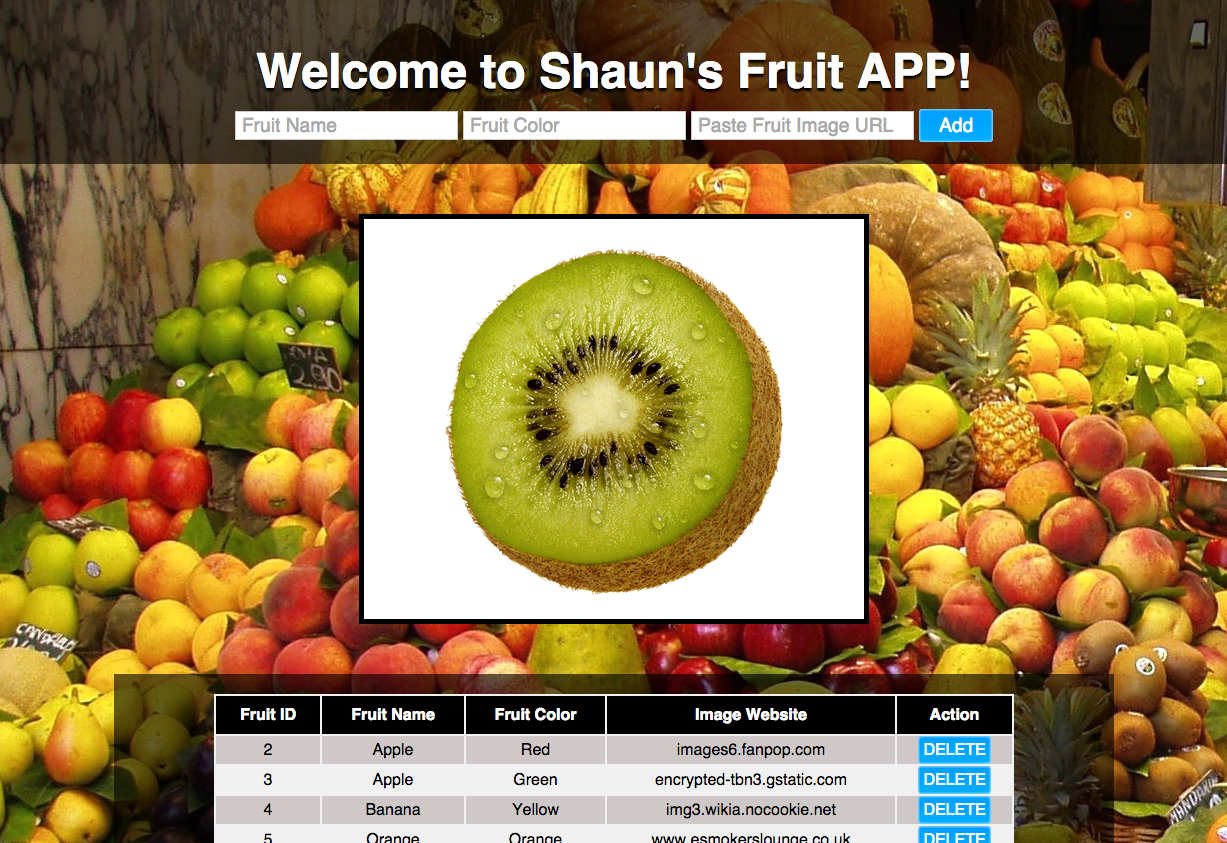 Welcome to Shaun's Fruit APP!
Fruit Name Fruit Color Paste Fruit Image URL Add
2.90
Fruit ID Fruit Name Fruit Color Image Website Action
2 Apple Red images6.fanpop.com DELETE
3 Apple Green encrypted-tbn3.gstatic.com DELETE
4 Banana Yellow img3.wikia.nocookie.net DELETE
5 Orange Orange www.esmokerslounge.co.uk DELETE